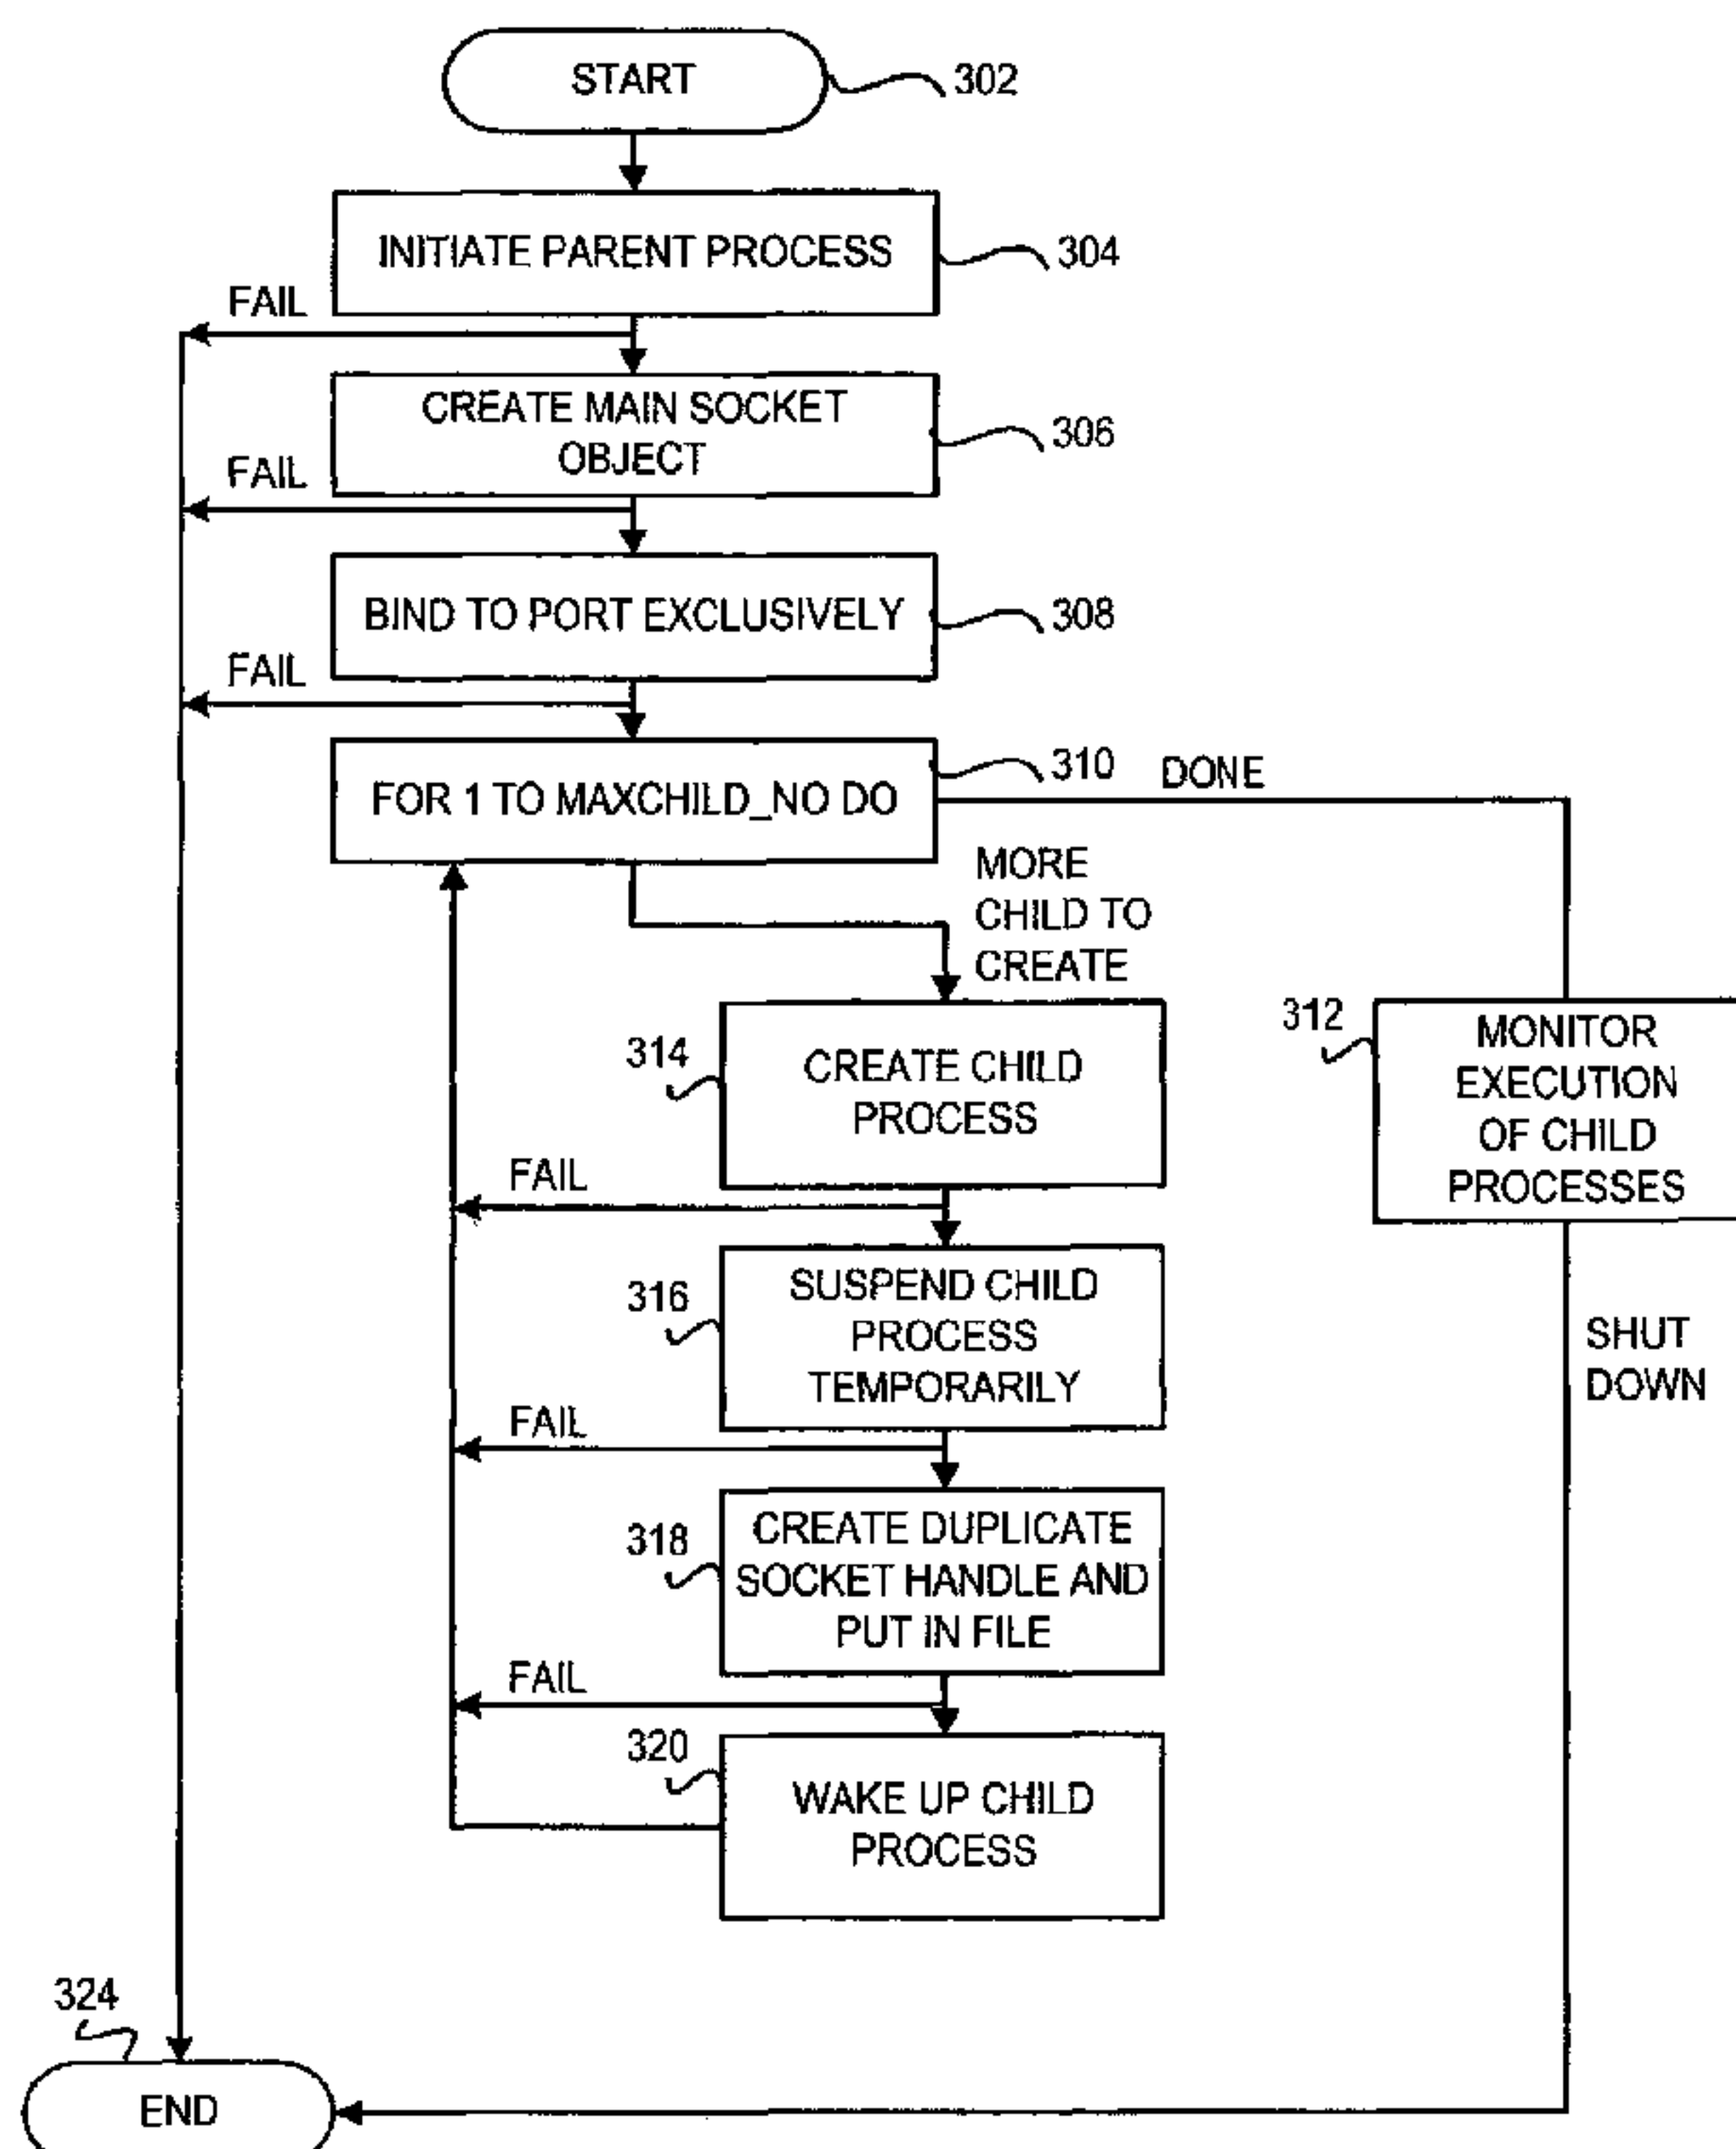 START
302
INITIATE PARENT PROCESS
304
FAIL
CREATE MAIN SOCKET
OBJECT
306
FAIL
BIND TO PORT EXCLUSIVELY
308
FAIL
FOR 1 TO MAXCHILD_NO DO
310
DONE
MORE
CHILD TO
CREATE
314
CREATE CHILD
PROCESS
312
MONITOR
EXECUTION
OF CHILD
PROCESSES
FAIL
316
SUSPEND CHILD
PROCESS
TEMPORARILY
SHUT
DOWN
FAIL
318
CREATE DUPLICATE
SOCKET HANDLE AND
PUT IN FILE
FAIL
320
WAKE UP CHILD
PROCESS
324
END